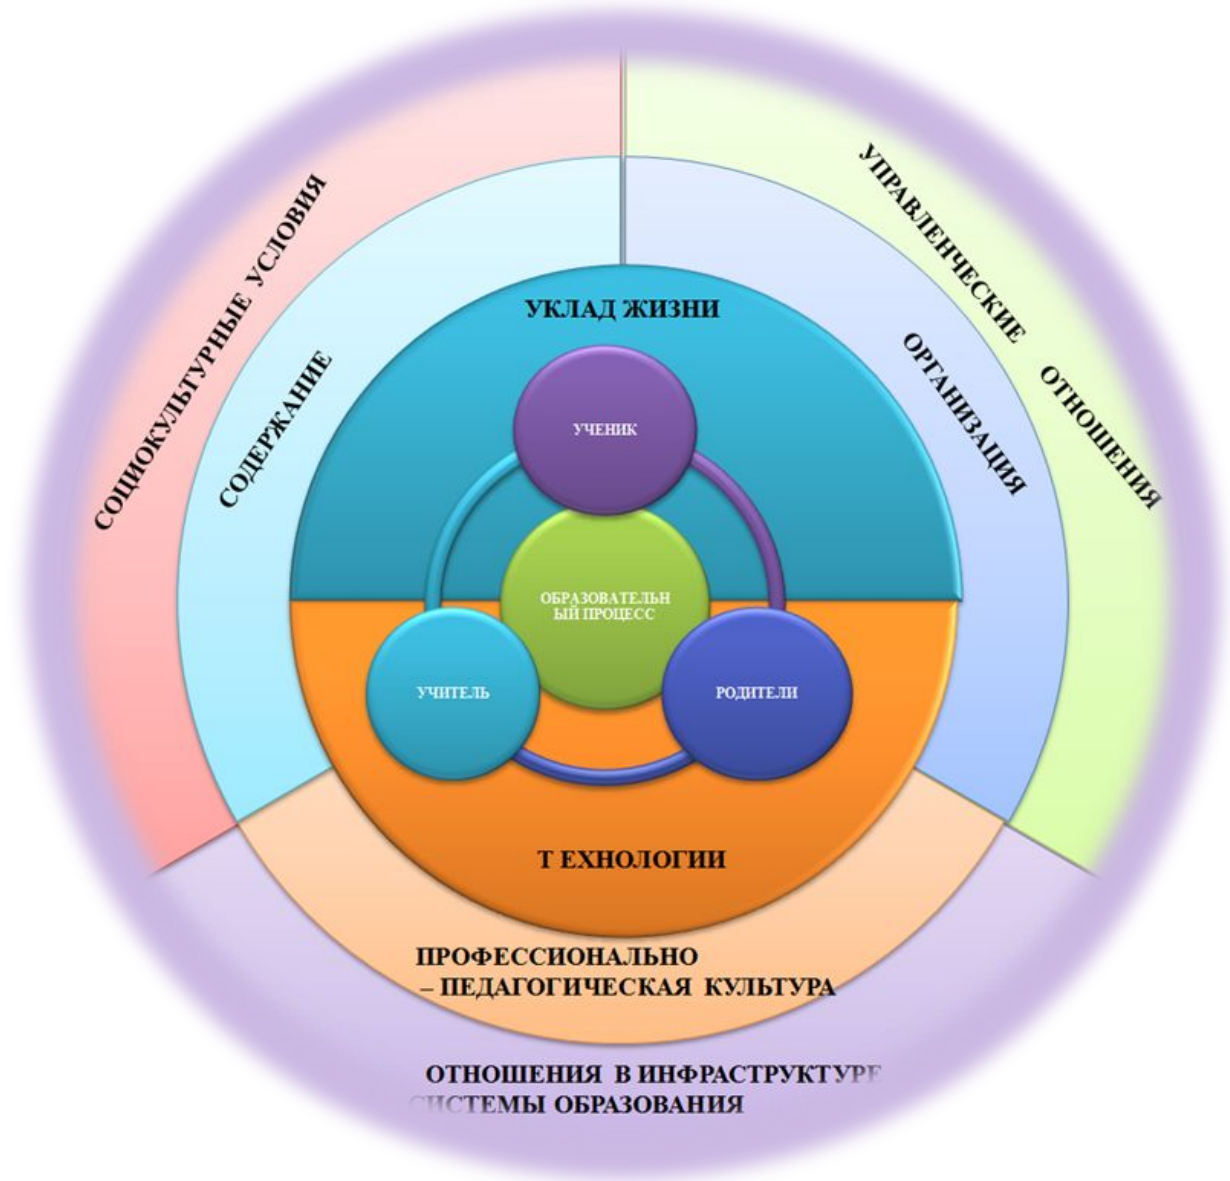 СОЦИОКУЛЬТУРНЫЕ УСЛОВИЯ
УПРАВЛЕНЧЕСКИЕ ОТНОШЕНИЯ
СОДЕРЖАНИЕ
ОРГАНИЗАЦИЯ
УКЛАД ЖИЗНИ
УЧЕНИК
ОБРАЗОВАТЕЛЬН
ЫЙ ПРОЦЕСС
УЧИТЕЛЬ
РОДИТЕЛИ
Т ЕХНОЛОГИИ
ПРОФЕССИОНАЛЬНО
– ПЕДАГОГИЧЕСКАЯ КУЛЬТУРА
ОТНОШЕНИЯ В ИНФРАСТРУКТУРЕ
СИСТЕМЫ ОБРАЗОВАНИЯ